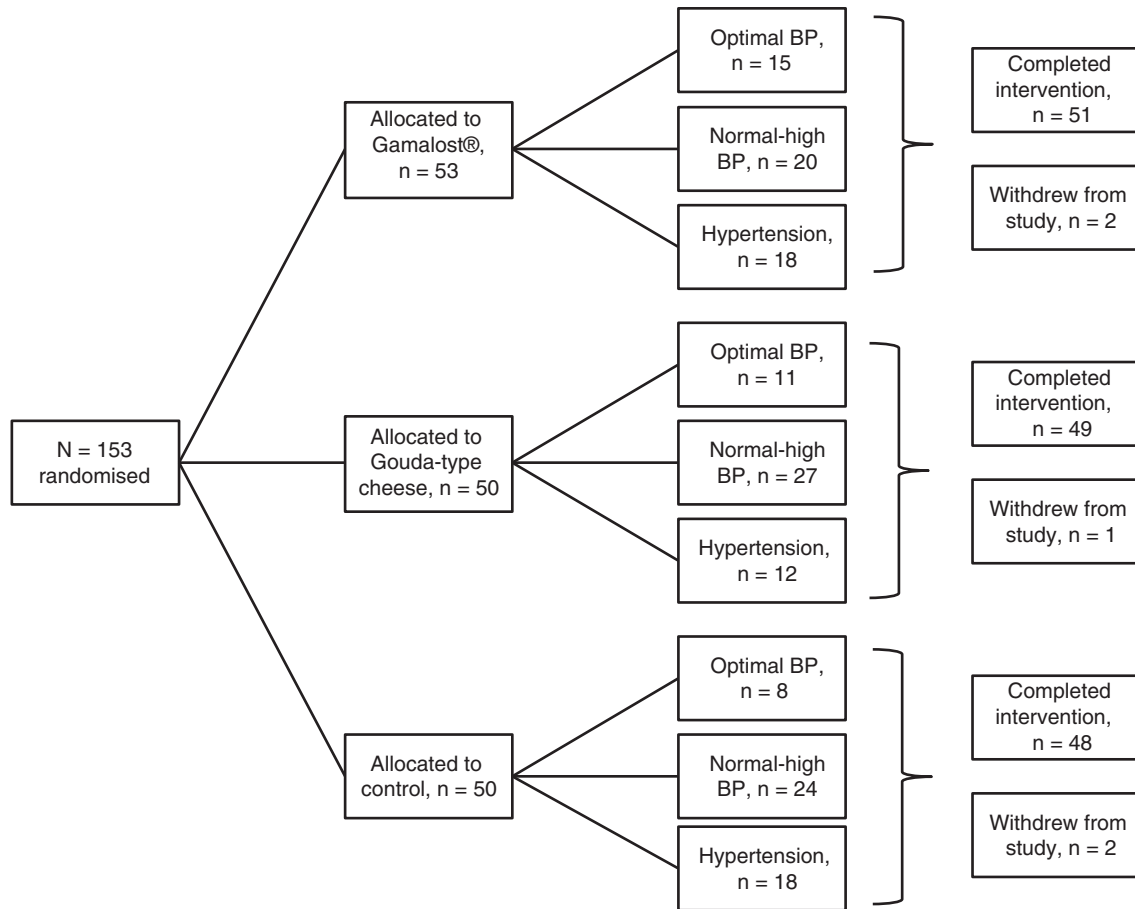 N = 153
randomised
Allocated to
Gamalost®,
n = 53
Optimal BP,
n = 15
Normal-high
BP, n = 20
Hypertension,
n = 18
Completed
intervention,
n = 51
Withdrew from
study, n = 2
Allocated to
Gouda-type
cheese, n = 50
Optimal BP,
n = 11
Normal-high
BP, n = 27
Hypertension,
n = 12
Completed
intervention,
n = 49
Withdrew from
study, n = 1
Allocated to
control, n = 50
Optimal BP,
n = 8
Normal-high
BP, n = 24
Hypertension,
n = 18
Completed
intervention,
n = 48
Withdrew from
study, n = 2